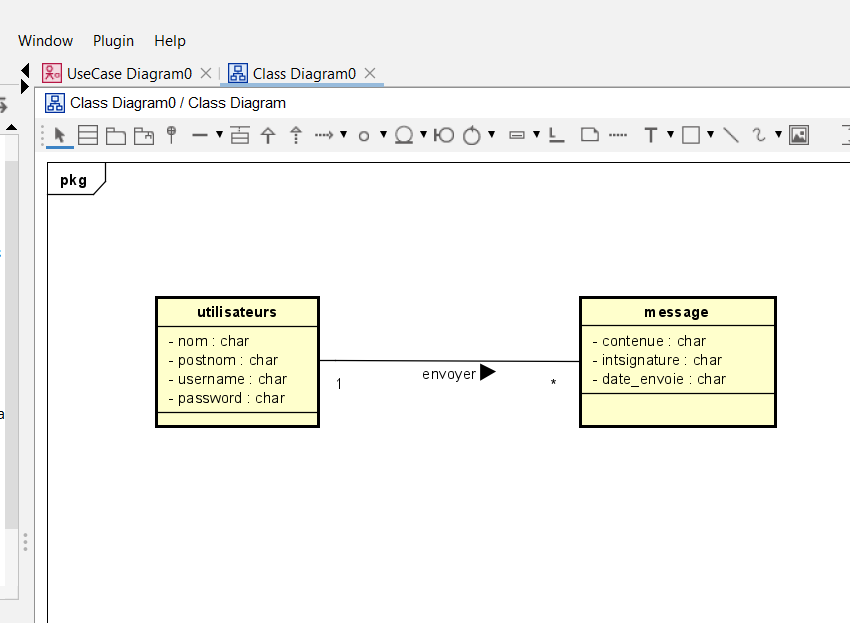 Window Plugin Help
UseCase Diagram0 Class Diagram0
Class Diagram0 / Class Diagram
T
pkg
utilisateurs
- nom : char
- postnom : char
- username : char
- password : char
1
envoyer
*
message
- contenue : char
- intsignature : char
- date_envoie : char
a